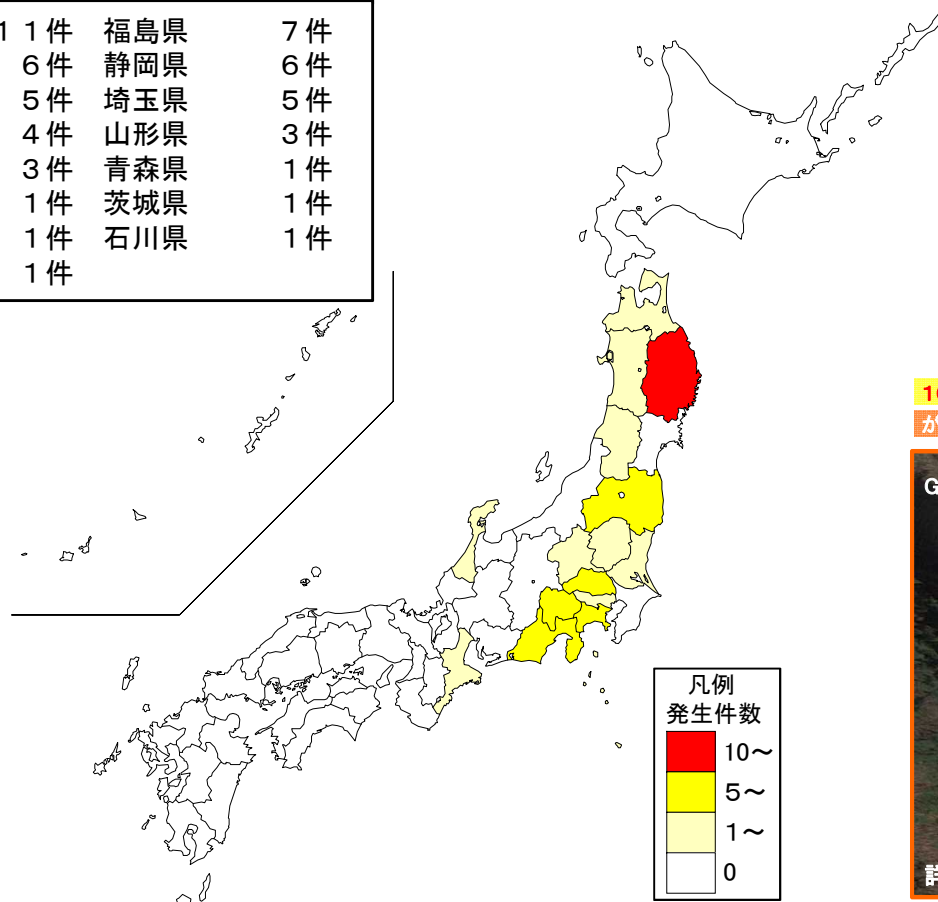 11件 福島県 7件
6件 静岡県 6件
5件 埼玉県 5件
4件 山形県 3件
3件 青森県 1件
1件 茨城県 1件
1件 石川県 1件
1件
凡例
発生件数
10～
5～
1～
0
1
か
G
詳